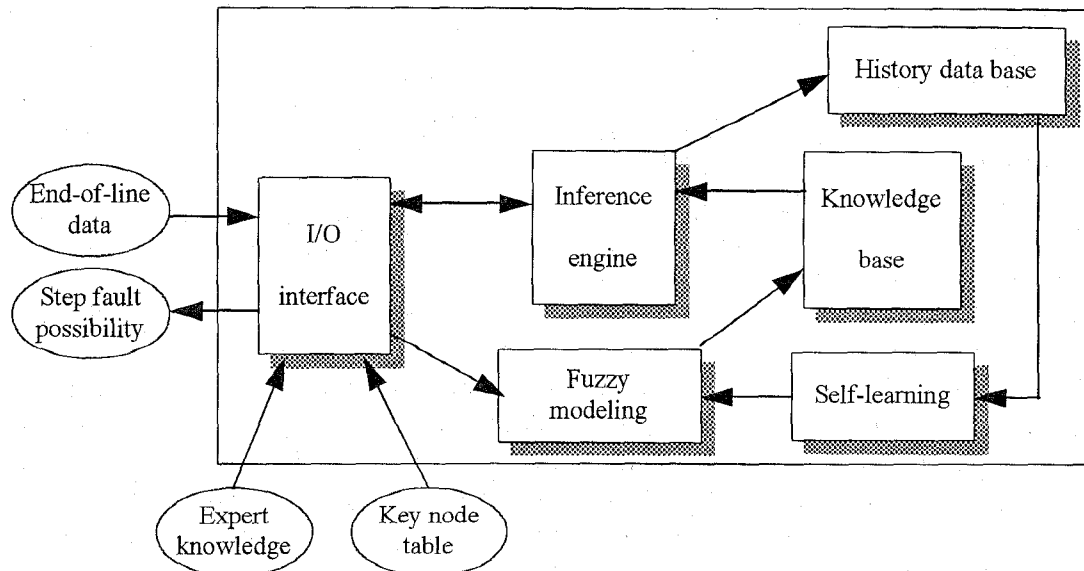 History data base
End-of-line
data
I/O
interface
Inference
engine
Knowledge
base
Step fault
possibility
Fuzzy
modeling
Self-learning
Expert
knowledge
Key node
table